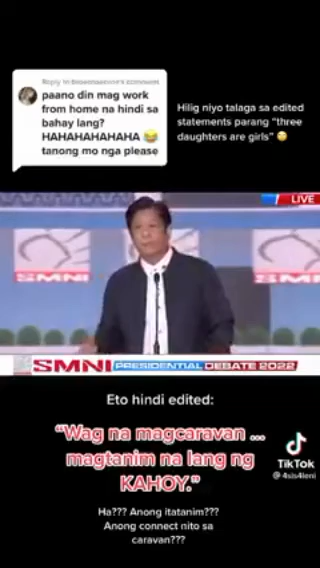 paano din mag work
from home na hindi sa
bahay lang?
HAHAHAHAHAHA 😂
tanong mo nga please
Hilig niyo talaga sa edited
statements parang "three
daughters are girls" 🙄
LIVE
SMNI
SMNI
SMNI PRESIDENTIAL DEBATE 2022
Eto hindi edited:
"Wag na magcaravan ...
magtanim na lang ng
KAHOY."
TikTok
@4sis4leni
Ha??? Anong itatanim???
Anong connect nito sa
caravan???